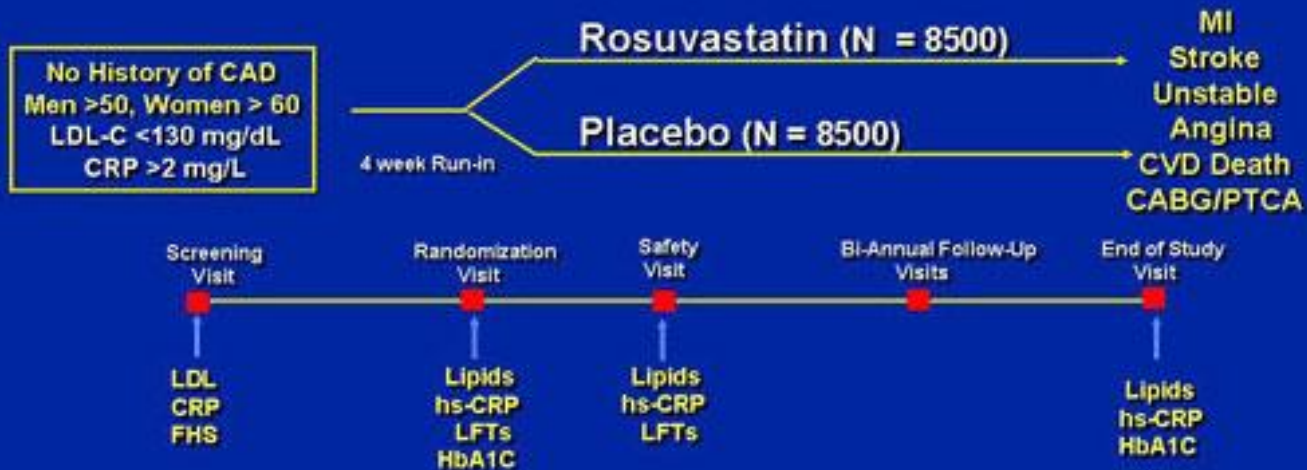 No History of CAD
Men >50, Women > 60
LDL-C <130 mg/dL
CRP >2 mg/L
4 week Run-in
Rosuvastatin (N = 8500)
Placebo (N = 8500)
MI
Stroke
Unstable
Angina
CVD Death
CABG/PTCA
Screening
Visit
Randomization
Visit
Safety
Visit
Bi-Annual Follow-Up
Visits
End of Study
Visit
LDL
CRP
FHS
Lipids
hs-CRP
LFTs
HbA1C
Lipids
hs-CRP
LFTs
Lipids
hs-CRP
HbA1C